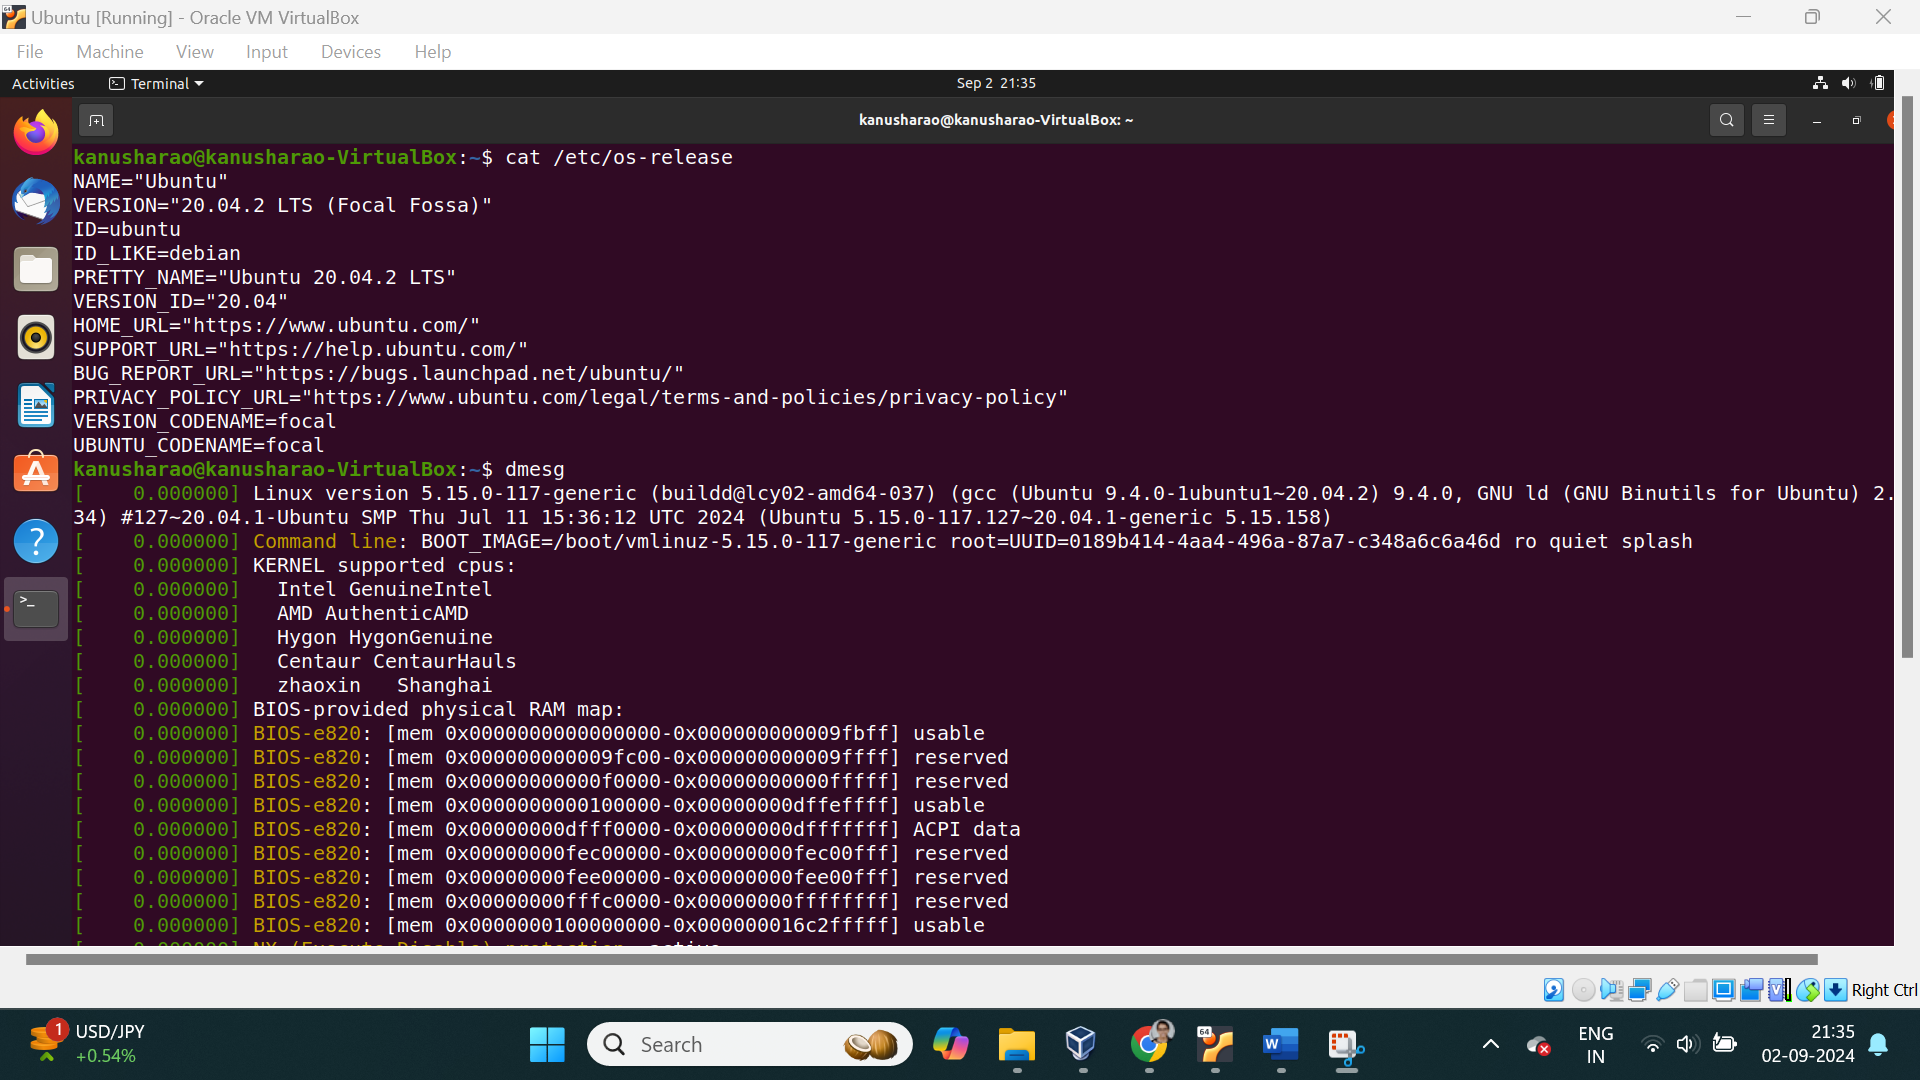 Ubuntu [Running] - Oracle VM VirtualBox
File Machine View Input Devices Help
Activities Terminal Sep 2 21:35
kanusharao@kanusharao-VirtualBox: ~
kanusharao@kanusharao-VirtualBox:~$ cat /etc/os-release
NAME="Ubuntu"
VERSION="20.04.2 LTS (Focal Fossa)"
ID=ubuntu
ID_LIKE=debian
PRETTY_NAME="Ubuntu 20.04.2 LTS"
VERSION_ID="20.04"
HOME_URL="https://www.ubuntu.com/"
SUPPORT_URL="https://help.ubuntu.com/"
BUG_REPORT_URL="https://bugs.launchpad.net/ubuntu/"
PRIVACY_POLICY_URL="https://www.ubuntu.com/legal/terms-and-policies/privacy-policy"
VERSION_CODENAME=focal
UBUNTU_CODENAME=focal
kanusharao@kanusharao-VirtualBox:~$ dmesg
[    0.000000] Linux version 5.15.0-117-generic (buildd@lcy02-amd64-037) (gcc (Ubuntu 9.4.0-1ubuntu1~20.04.2) 9.4.0, GNU ld (GNU Binutils for Ubuntu) 2.
34) #127~20.04.1-Ubuntu SMP Thu Jul 11 15:36:12 UTC 2024 (Ubuntu 5.15.0-117.127~20.04.1-generic 5.15.158)
[    0.000000] Command line: BOOT_IMAGE=/boot/vmlinuz-5.15.0-117-generic root=UUID=0189b414-4aa4-496a-87a7-c348a6c6a46d ro quiet splash
[    0.000000] KERNEL supported cpus:
[    0.000000]   Intel GenuineIntel
[    0.000000]   AMD AuthenticAMD
[    0.000000]   Hygon HygonGenuine
[    0.000000]   Centaur CentaurHauls
[    0.000000]   zhaoxin   Shanghai
[    0.000000] BIOS-provided physical RAM map:
[    0.000000] BIOS-e820: [mem 0x0000000000000000-0x000000000009fbff] usable
[    0.000000] BIOS-e820: [mem 0x000000000009fc00-0x000000000009ffff] reserved
[    0.000000] BIOS-e820: [mem 0x00000000000f0000-0x00000000000fffff] reserved
[    0.000000] BIOS-e820: [mem 0x0000000000100000-0x00000000dffeffff] usable
[    0.000000] BIOS-e820: [mem 0x00000000dfff0000-0x00000000dfffffff] ACPI data
[    0.000000] BIOS-e820: [mem 0x00000000fec00000-0x00000000fec00fff] reserved
[    0.000000] BIOS-e820: [mem 0x00000000fee00000-0x00000000fee00fff] reserved
[    0.000000] BIOS-e820: [mem 0x00000000fffc0000-0x00000000ffffffff] reserved
[    0.000000] BIOS-e820: [mem 0x0000000100000000-0x000000016c2fffff] usable
[    0.000000] NX (Execute Disable) protection: active
Right Ctrl
1 USD/JPY
+0.54%
Search
64
ENG
IN
21:35
02-09-2024